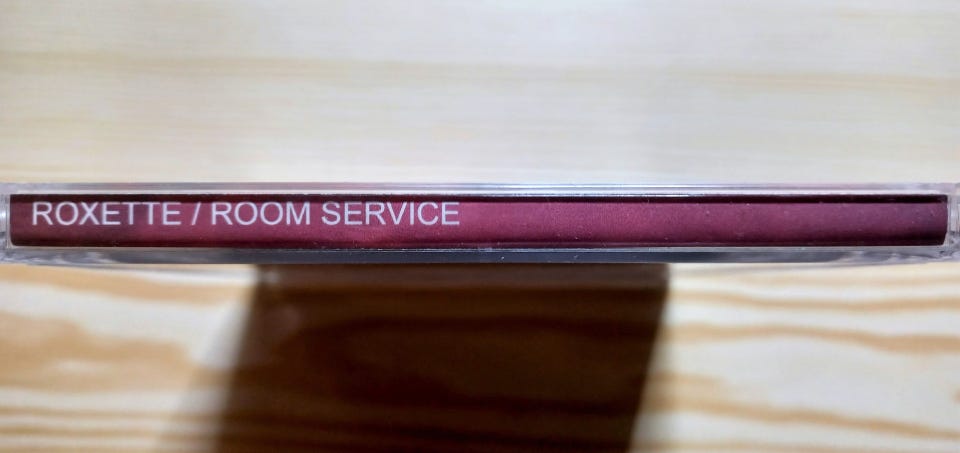 ROXETTE / ROOM SERVICE